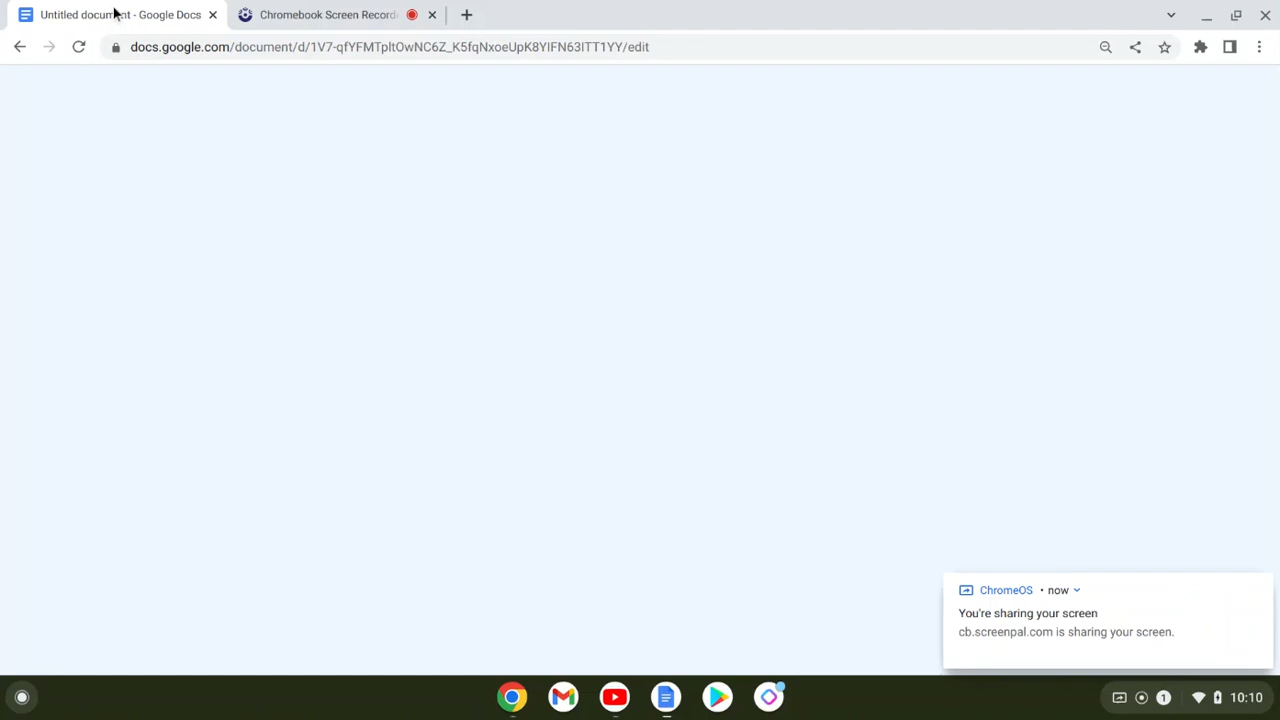 Untitled document - Google Docs
Chromebook Screen Record
docs.google.com/document/d/1V7-qfYFMTpltOwNC6Z_K5fqNxoeUpK8YIFN63ITT1YY/edit
ChromeOS • now
You're sharing your screen
cb.screenpal.com is sharing your screen.
1
10:10